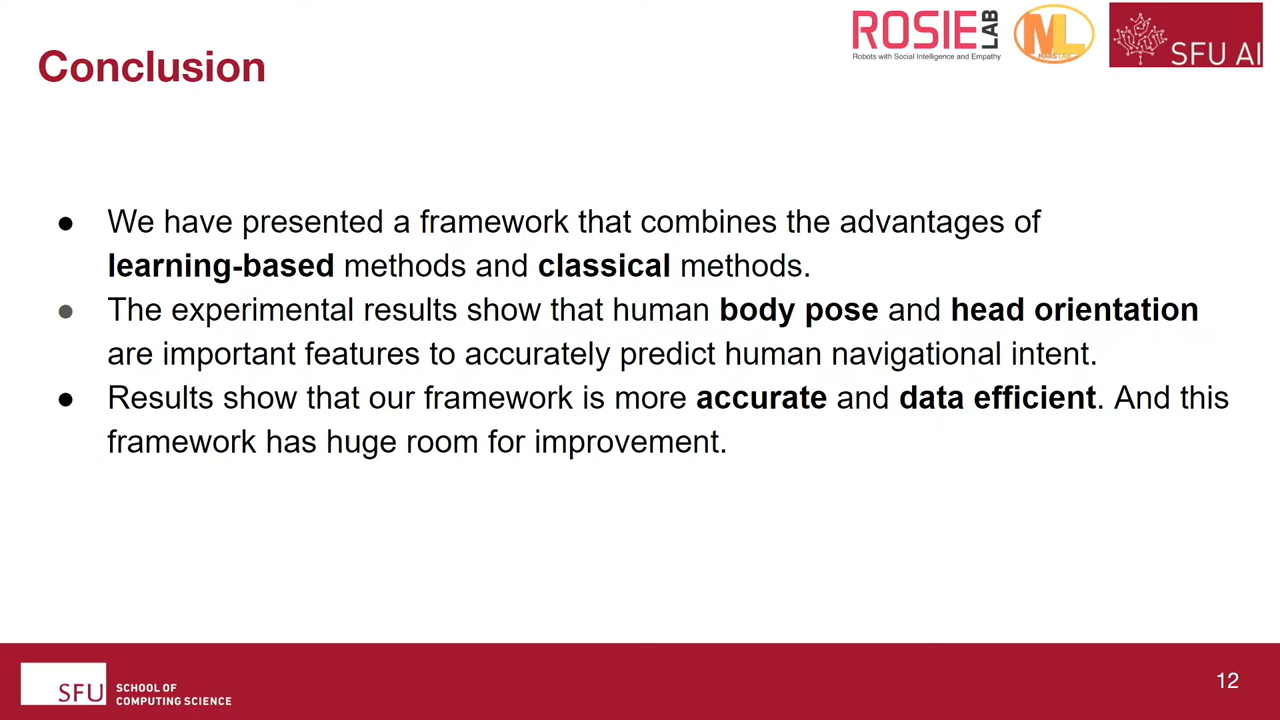 Conclusion
ROSIE LAB
Robots with Social Intelligence and Empathy
ML
SFU AI
● We have presented a framework that combines the advantages of
learning-based methods and classical methods.
● The experimental results show that human body pose and head orientation
are important features to accurately predict human navigational intent.
● Results show that our framework is more accurate and data efficient. And this
framework has huge room for improvement.
SFU
SCHOOL OF
COMPUTING SCIENCE
12